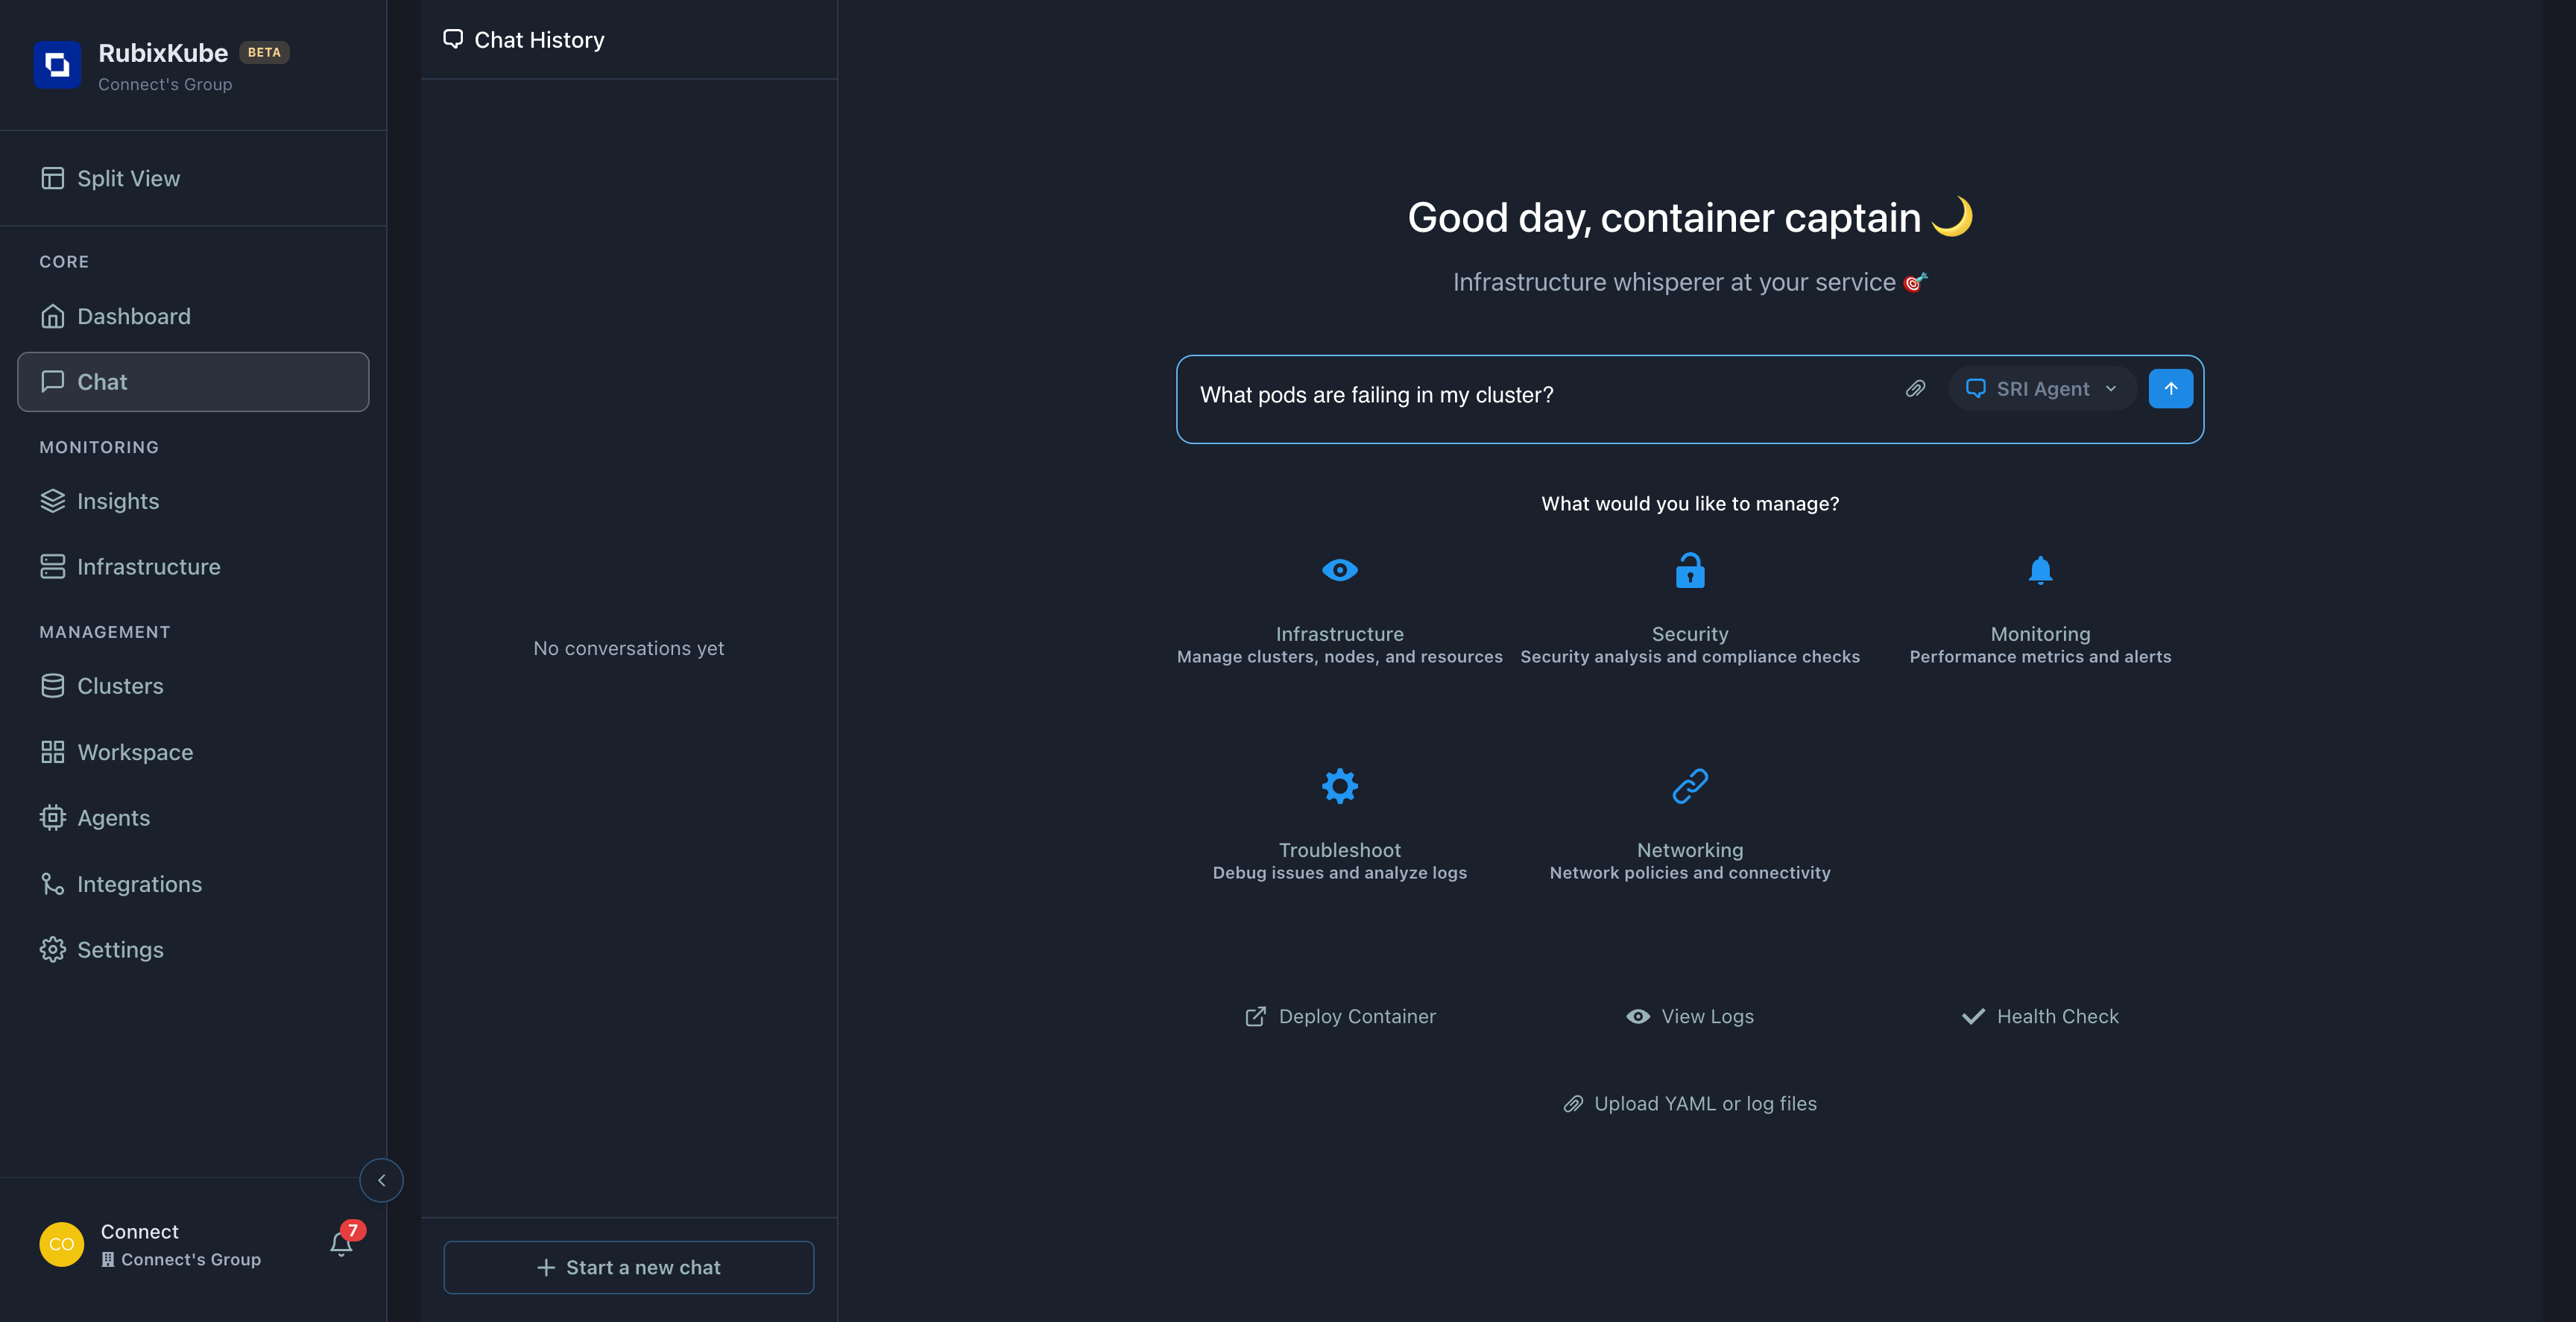 RubixKube BETA
Connect's Group
Split View
CORE
Dashboard
Chat
MONITORING
Insights
Infrastructure
MANAGEMENT
Clusters
Workspace
Agents
Integrations
Settings
CO
Connect
Connect's Group
7
Chat History
No conversations yet
Start a new chat
Good day, container captain
Infrastructure whisperer at your service
What pods are failing in my cluster?
SRI Agent
What would you like to manage?
Infrastructure
Manage clusters, nodes, and resources
Security
Security analysis and compliance checks
Monitoring
Performance metrics and alerts
Troubleshoot
Debug issues and analyze logs
Networking
Network policies and connectivity
Deploy Container
View Logs
Health Check
Upload YAML or log files